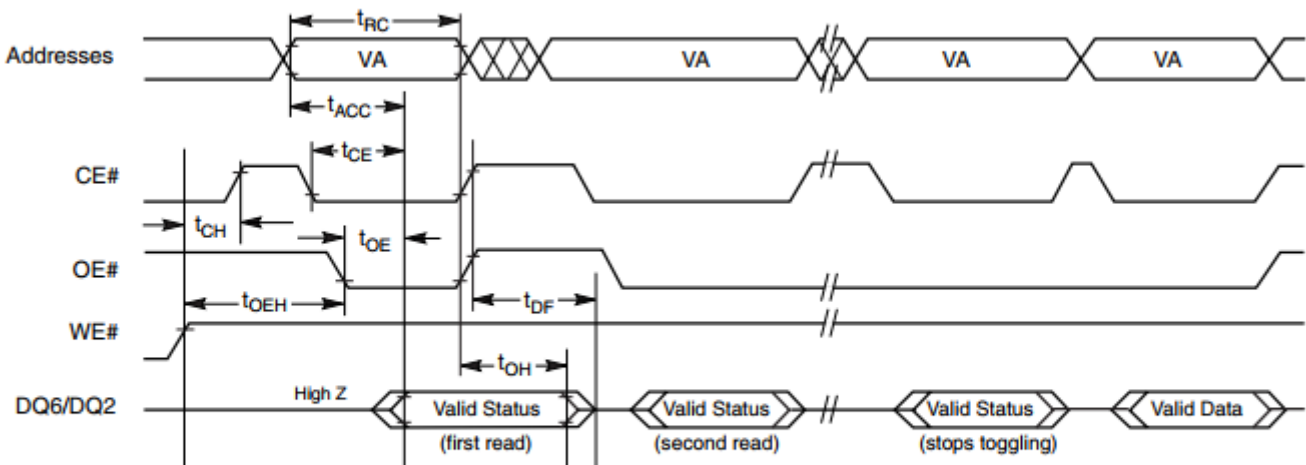 tRC
Addresses VA VA VA VA
tACC
tCE
CE#
tCH tOE
OE#
tOEH tDF
WE#
tOH
DQ6/DQ2 High Z Valid Status Valid Status Valid Status Valid Data
(first read) (second read) (stops toggling)